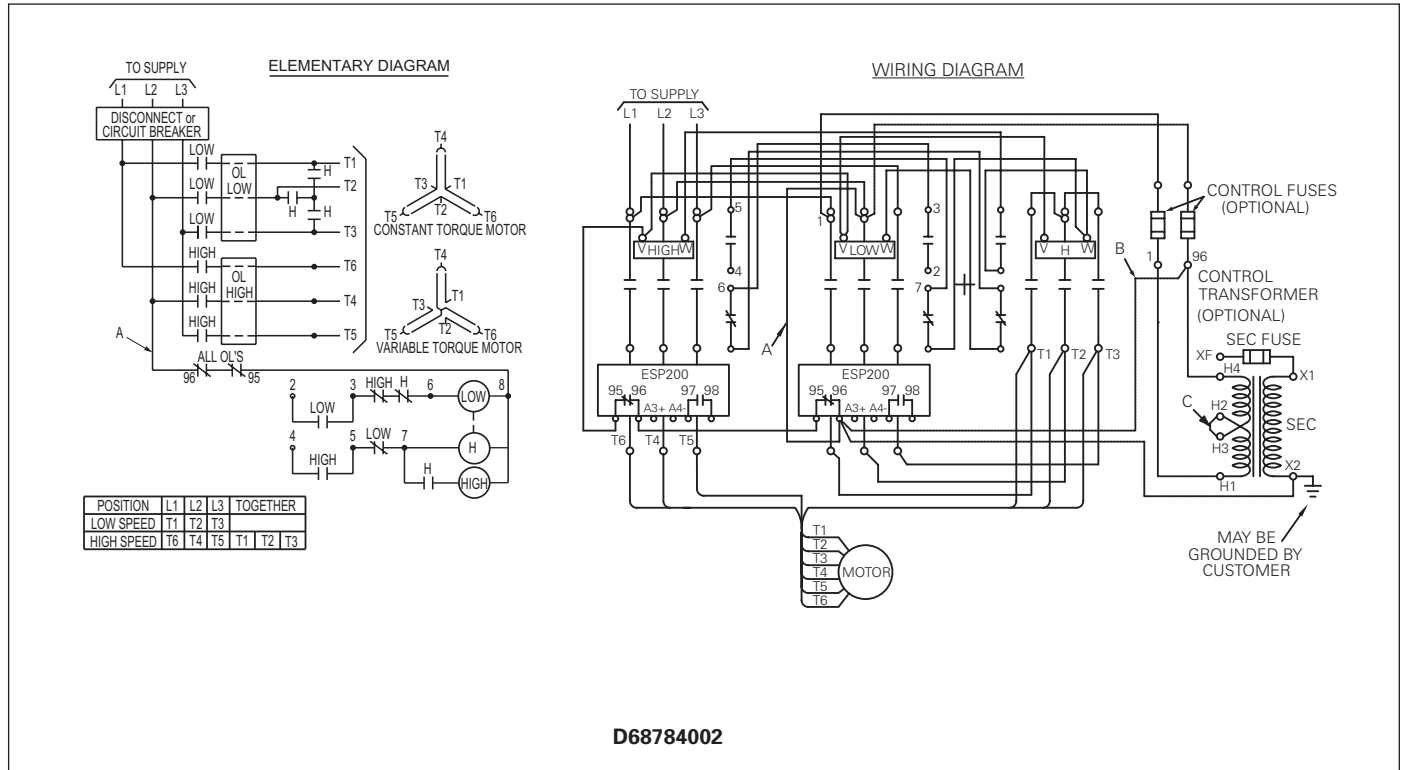 ELEMENTARY DIAGRAM
TO SUPPLY
L1 L2 L3
DISCONNECT or
CIRCUIT BREAKER
LOW
LOW
LOW
HIGH
HIGH
HIGH
OL
LOW
OL
HIGH
H
H
H
T1
T2
T3
T6
T4
T5
A
T4
T3 T1
T2
T5 T6
CONSTANT TORQUE MOTOR
T4
T3 T1
T2
T5 T6
VARIABLE TORQUE MOTOR
ALL OL'S
96 95
2 3 HIGH H 6 8
LOW LOW
4 5 LOW 7
HIGH H
H HIGH
POSITION L1 L2 L3 TOGETHER
LOW SPEED T1 T2 T3
HIGH SPEED T6 T4 T5 T1 T2 T3
WIRING DIAGRAM
TO SUPPLY
L1 L2 L3
5 1 3
V HIGH W
V LOW W
V H W
4 2
6 7
A
T1 T2 T3
ESP200
95 96 97 98
A3+ A4-
ESP200
95 96 97 98
A3+ A4-
T6 T4 T5
T1
T2
T3
T4
T5
T6
MOTOR
CONTROL FUSES
(OPTIONAL)
B
1 96
CONTROL
TRANSFORMER
(OPTIONAL)
SEC FUSE
XF
H4 X1
C
H2
H3
SEC
H1 X2
MAY BE
GROUNDED BY
CUSTOMER
D68784002